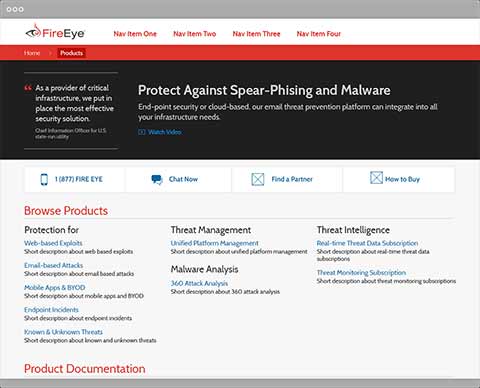 FireEye
Nav Item One Nav Item Two Nav Item Three Nav Item Four
Home > Products
“ As a provider of critical
infrastructure, we put in
place the most effective
security solution.
Chief Information Officer for U.S.
state-run utility
Protect Against Spear-Phising and Malware
End-point security or cloud-based. our email threat prevention platform can integrate into all
your infrastructure needs.
Watch Video
1 (877) FIRE EYE
Chat Now
Find a Partner
How to Buy
Browse Products
Protection for
Web-based Exploits
Short description about web based exploits
Email-based Attacks
Short description about email based attacks
Mobile Apps & BYOD
Short description about mobile apps and BYOD
Endpoint Incidents
Short description about endpoint incidents
Known & Unknown Threats
Short description about known and unknown threats
Threat Management
Unified Platform Management
Short description about unified platform management
Malware Analysis
360 Attack Analysis
Short description about 360 attack analysis
Threat Intelligence
Real-time Threat Data Subscription
Short description about real-time threat data
subscriptions
Threat Monitoring Subscription
Short description about threat monitoring subscriptions
Product Documentation